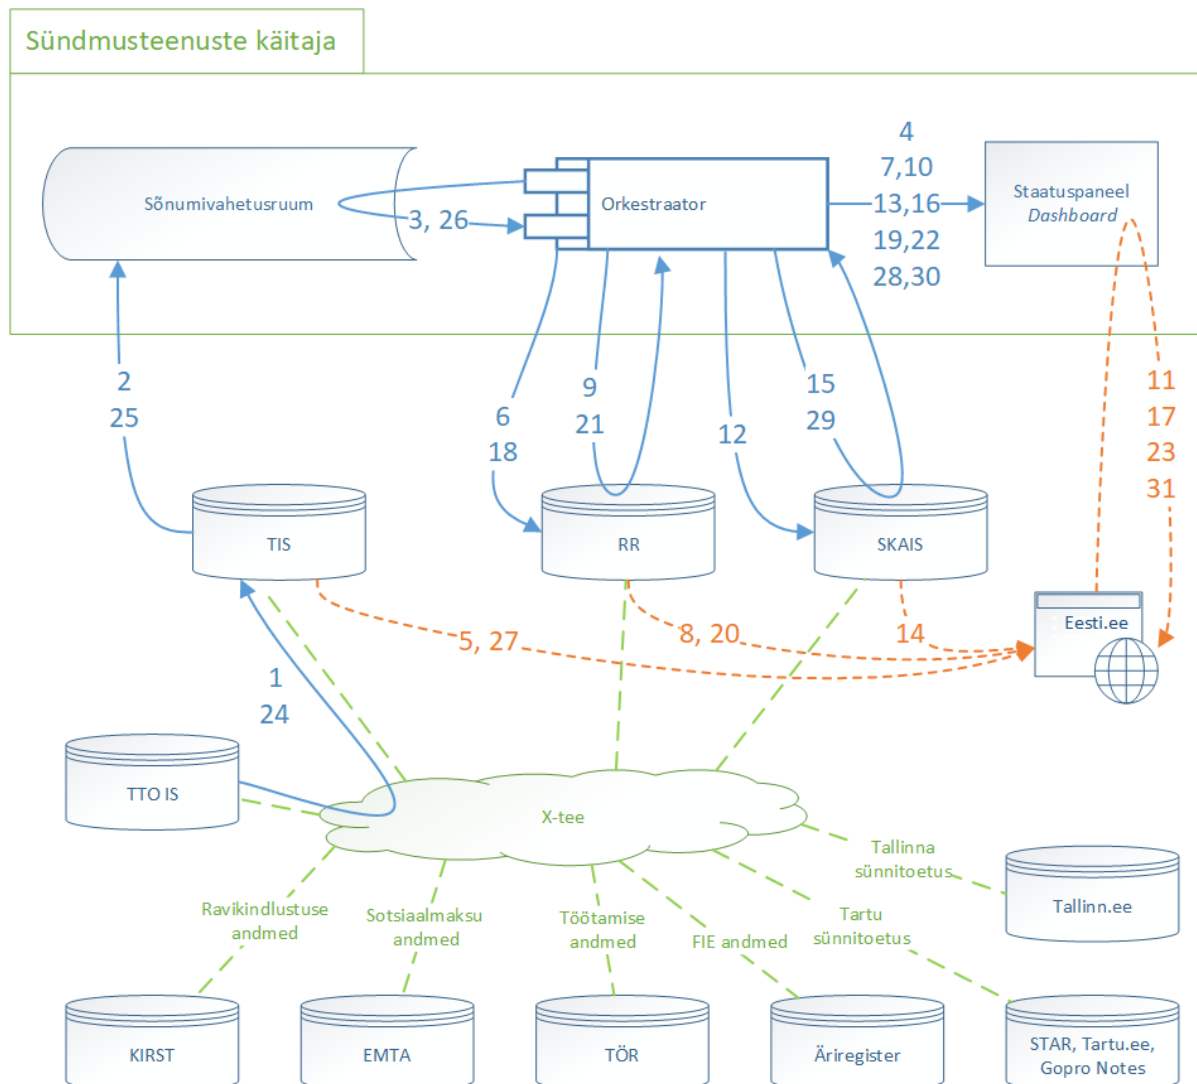 Sündmusteenuste käitaja
Sõnumivahetusruum
3, 26
Orkestraator
4
7,10
13,16
19,22
28,30
Staatuspaneel
Dashboard
2
25
6
18
9
21
12
15
29
11
17
23
31
TIS
RR
SKAIS
Eesti.ee
5, 27
8, 20
14
1
24
TTO IS
X-tee
Tallinna
sünnitoetus
Tallinn.ee
Ravikindlustuse
andmed
Sotsiaalmaksu
andmed
Töötamise
andmed
FIE andmed
Tartu
sünnitoetus
KIRST
EMTA
TÖR
Äriregister
STAR, Tartu.ee,
Gopro Notes